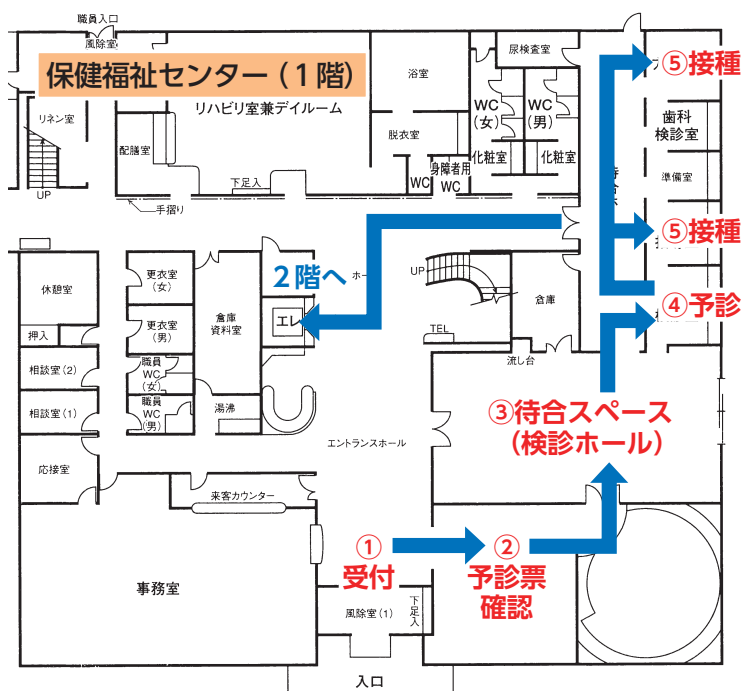 職員入口
風除室
保健福祉センター（１階）
リネン室
UP
配膳室
リハビリ室兼デイルーム
下足入
手摺り
浴室
脱衣室
WC
身障者用
WC
尿検査室
WC
（女）
WC
（男）
化粧室
化粧室
⑤接種
歯科
検診室
準備室
⑤接種
④予診
２階へ
ホー
UP
エレ
TEL
倉庫
流し台
休憩室
押入
相談室(2)
相談室(1)
応接室
更衣室
（女）
更衣室
（男）
職員
WC
（女）
職員
WC
（男）
倉庫
資料室
湯沸
エントランスホール
③待合スペース
（検診ホール）
来客カウンター
事務室
①
受付
②
予診票
確認
風除室(1)
下足入
入口